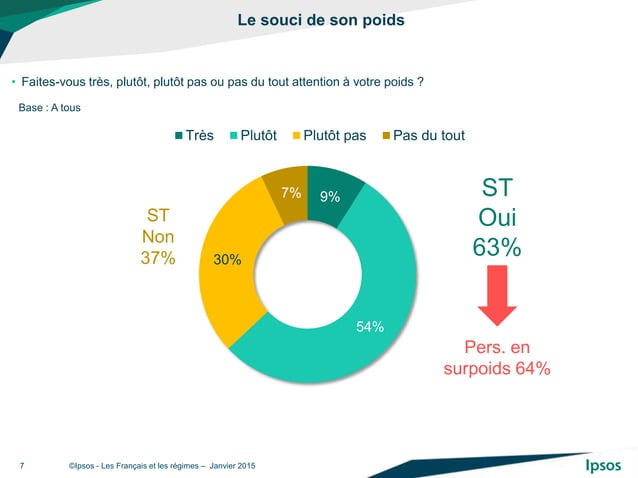 Le souci de son poids
• Faites-vous très, plutôt, plutôt pas ou pas du tout attention à votre poids ?
Base : A tous
Très Plutôt Plutôt pas Pas du tout
7% 9%
30%
54%
ST
Non
37%
ST
Oui
63%
Pers. en
surpoids 64%
7 ©Ipsos - Les Français et les régimes – Janvier 2015
Ipsos